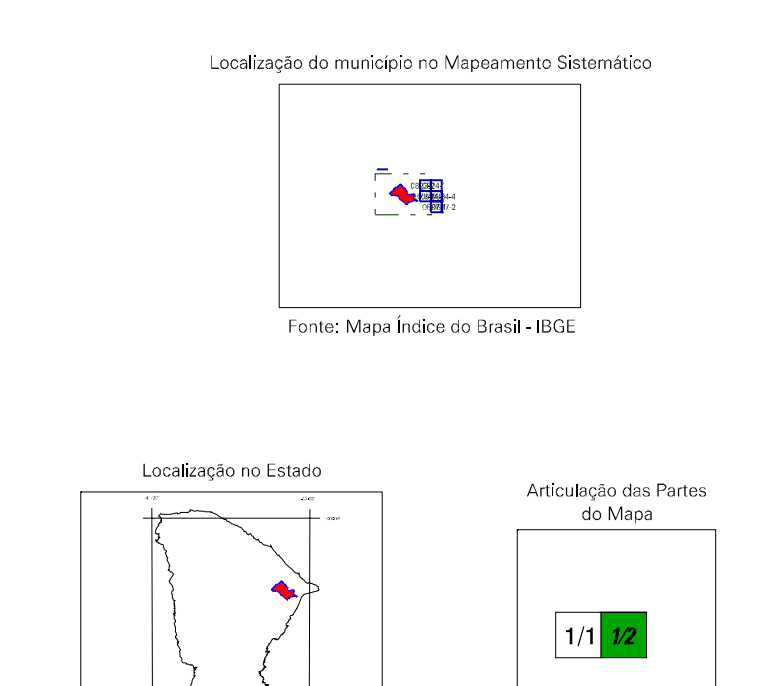 Localização do município no Mapeamento Sistemático
Fonte: Mapa Índice do Brasil - IBGE
Localização no Estado
Articulação das Partes
do Mapa
1/1 1/2